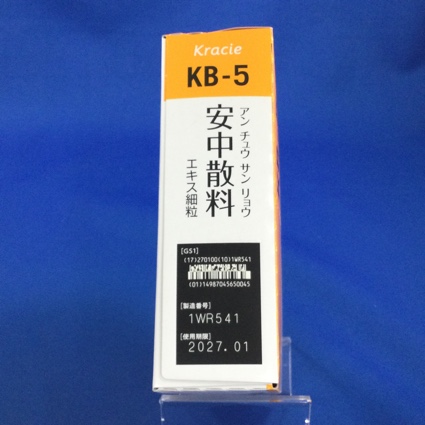 Kracie
KB-5
アン チュウ サン リョウ
安中散料
エキス細粒
[GS1]
(17)270100(10)1WR541
(01)14987045650045
[製造番号]
1WR541
[使用期限]
2027.01